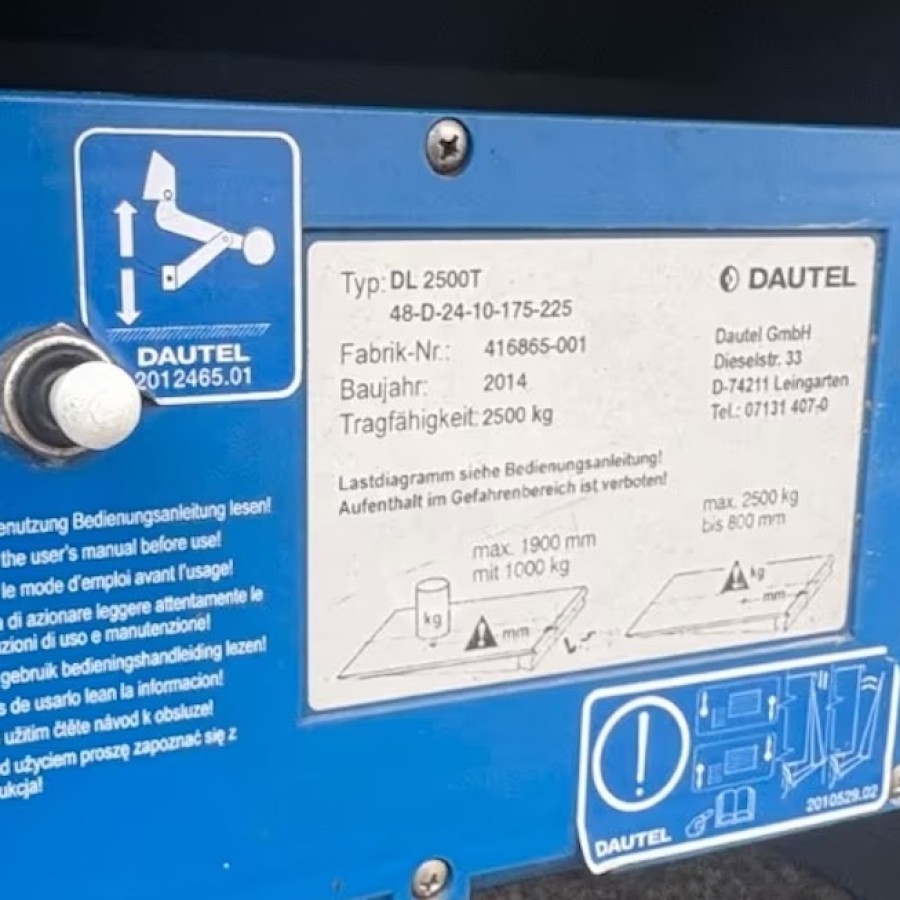 DAUTEL
2012465.01
Typ: DL 2500T
48-D-24-10-175-225
Fabrik-Nr.: 416865-001
Baujahr: 2014
Tragfähigkeit: 2500 kg
DAUTEL
Dautel GmbH
Dieselstr. 33
D-74211 Leingarten
Tel.: 07131 407-0
Lastdiagramm siehe Bedienungsanleitung!
Aufenthalt im Gefahrenbereich ist verboten!
max. 1900 mm
mit 1000 kg
kg
mm
max. 2500 kg
bis 800 mm
kg
mm
enutzung Bedienungsanleitung lesen!
the user's manual before use!
le mode d'emploi avant l'usage!
di azionare leggere attentamente le
zioni di uso e manutenzione!
gebruik bedieningshandleiding lezen!
s de usarlo lean la informacion!
užitim čtěte návod k obsluze!
d użyciem proszę zapoznać się z
ukcja!
DAUTEL
2010529.02